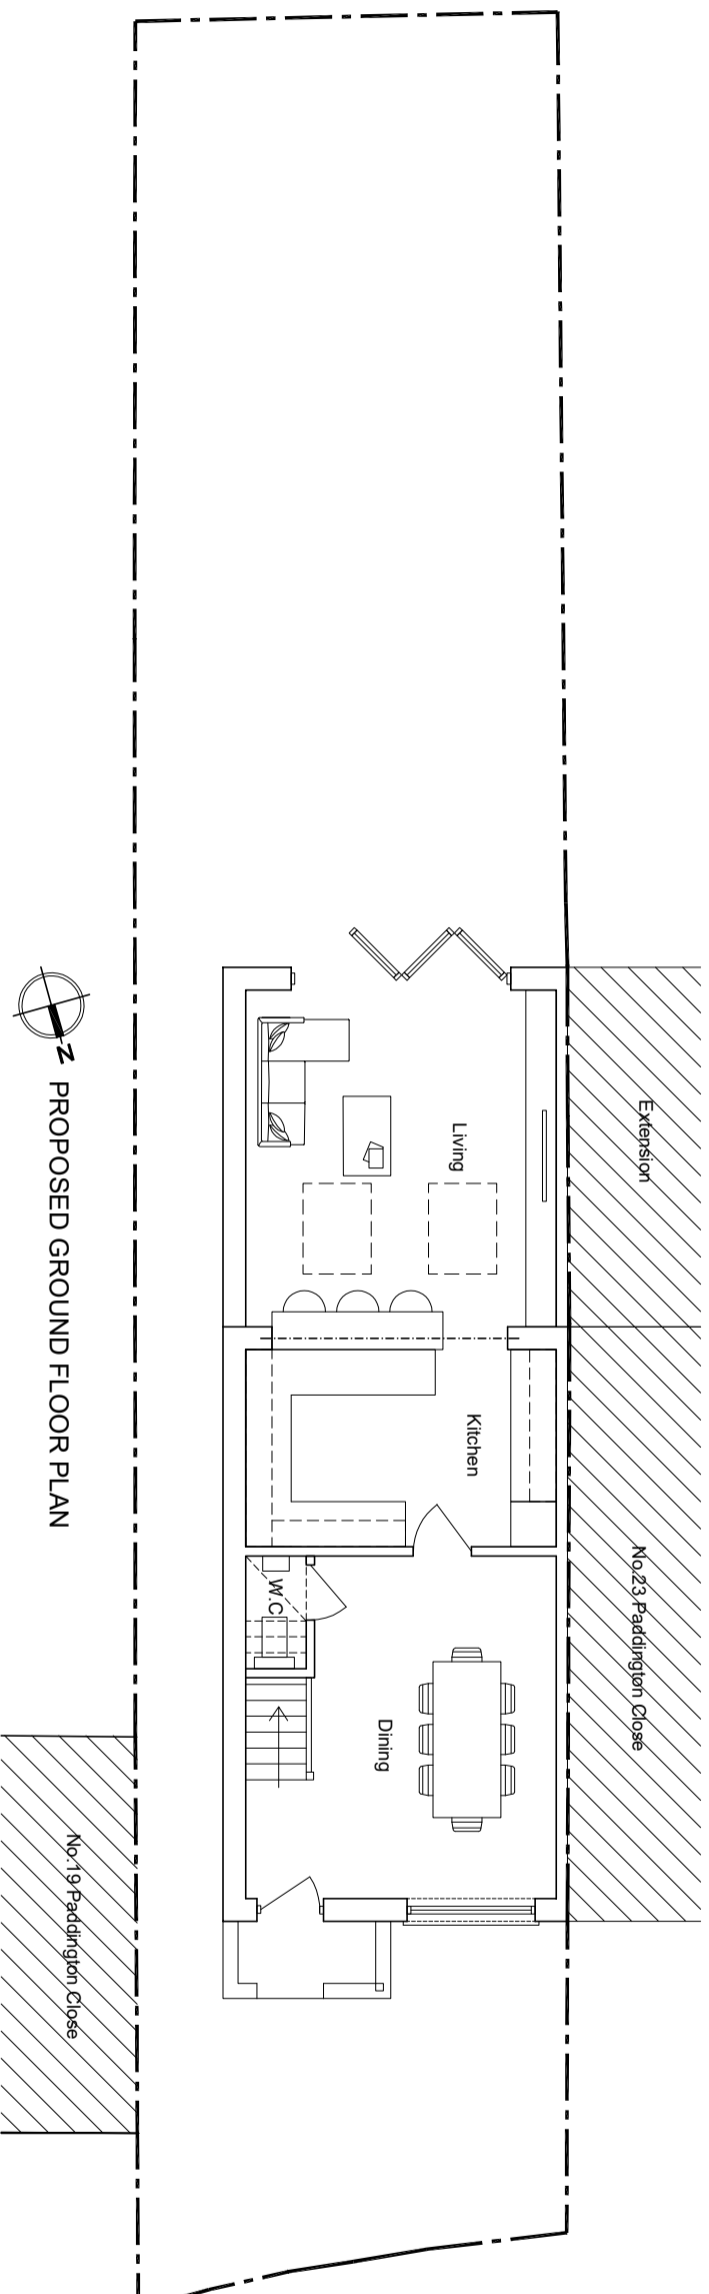 Extension
Living
Kitchen
No.23 Paddington Close
W.C
Dining
No.19 Paddington Close
N
PROPOSED GROUND FLOOR PLAN